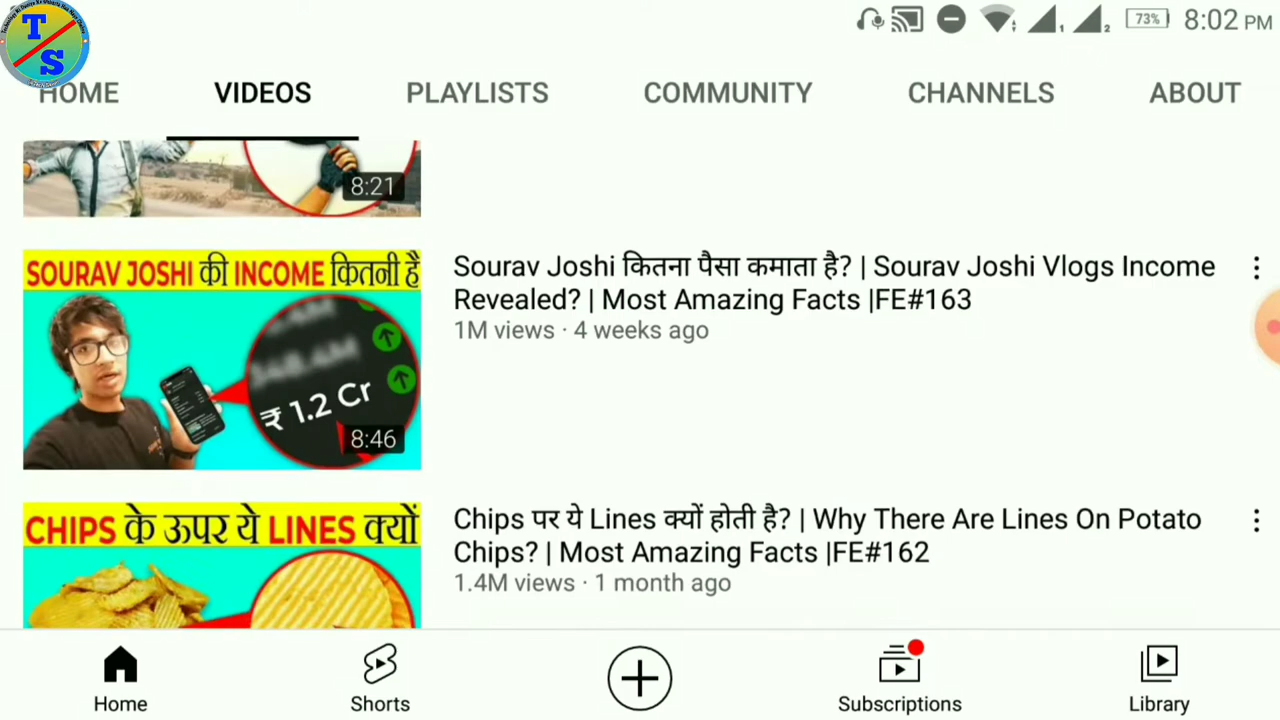 T
S
73%
8:02 PM
HOME VIDEOS PLAYLISTS COMMUNITY CHANNELS ABOUT
8:21
SOURAV JOSHI की INCOME कितनी है
₹ 1.2 Cr
8:46
Sourav Joshi कितना पैसा कमाता है? | Sourav Joshi Vlogs Income
Revealed? | Most Amazing Facts |FE#163
1M views · 4 weeks ago
CHIPS के ऊपर ये LINES क्यों
Chips पर ये Lines क्यों होती है? | Why There Are Lines On Potato
Chips? | Most Amazing Facts |FE#162
1.4M views · 1 month ago
Home Shorts Subscriptions Library